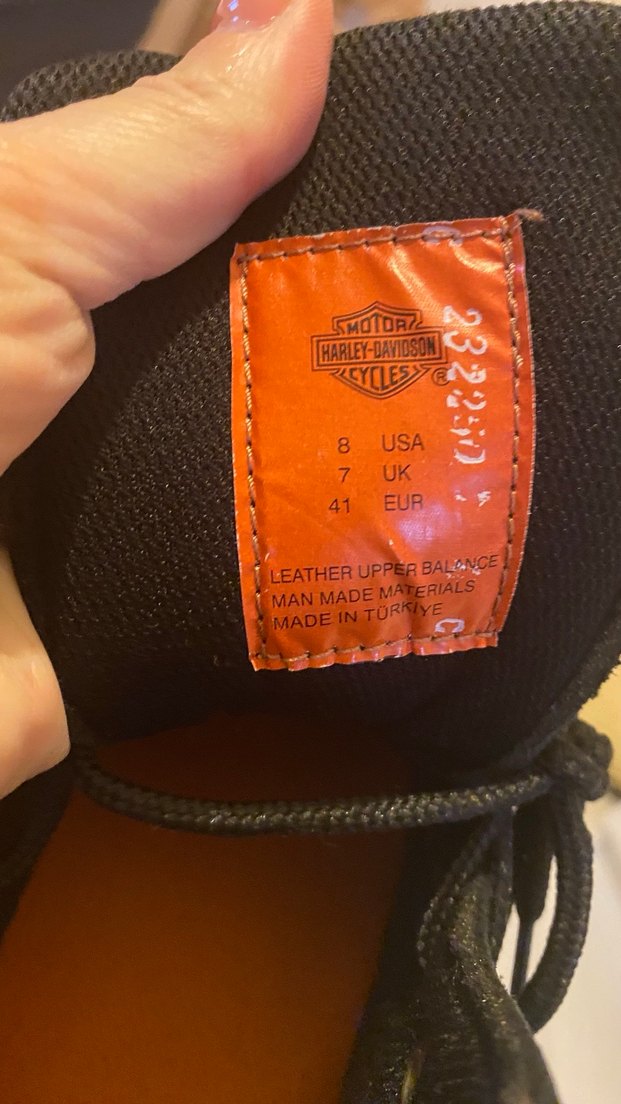 MOTOR
HARLEY-DAVIDSON
CYCLES
®
8 USA
7 UK
41 EUR
LEATHER UPPER BALANCE
MAN MADE MATERIALS
MADE IN TÜRKİYE